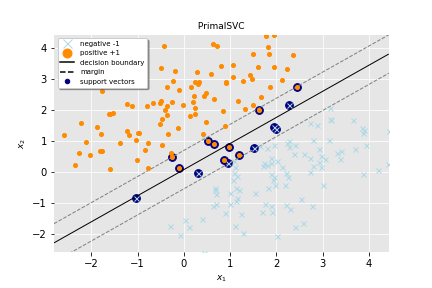 PrimalSVC
negative -1
positive +1
decision boundary
margin
support vectors
x₂
4
3
2
1
0
−1
−2
−2
−1
0
1
2
3
4
x₁